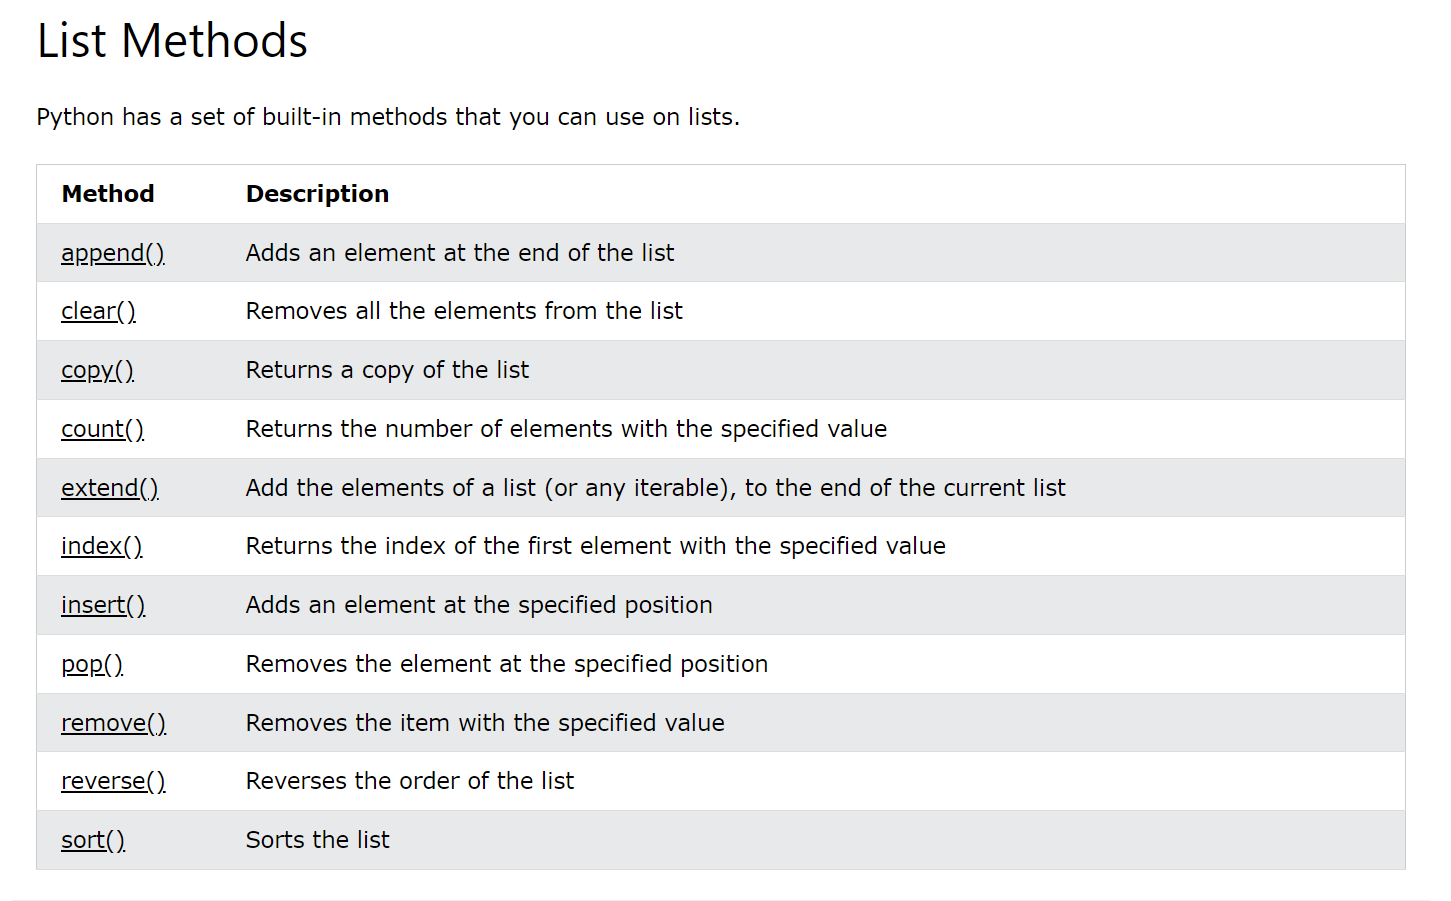 List Methods
Python has a set of built-in methods that you can use on lists.
Method Description
append() Adds an element at the end of the list
clear() Removes all the elements from the list
copy() Returns a copy of the list
count() Returns the number of elements with the specified value
extend() Add the elements of a list (or any iterable), to the end of the current list
index() Returns the index of the first element with the specified value
insert() Adds an element at the specified position
pop() Removes the element at the specified position
remove() Removes the item with the specified value
reverse() Reverses the order of the list
sort() Sorts the list